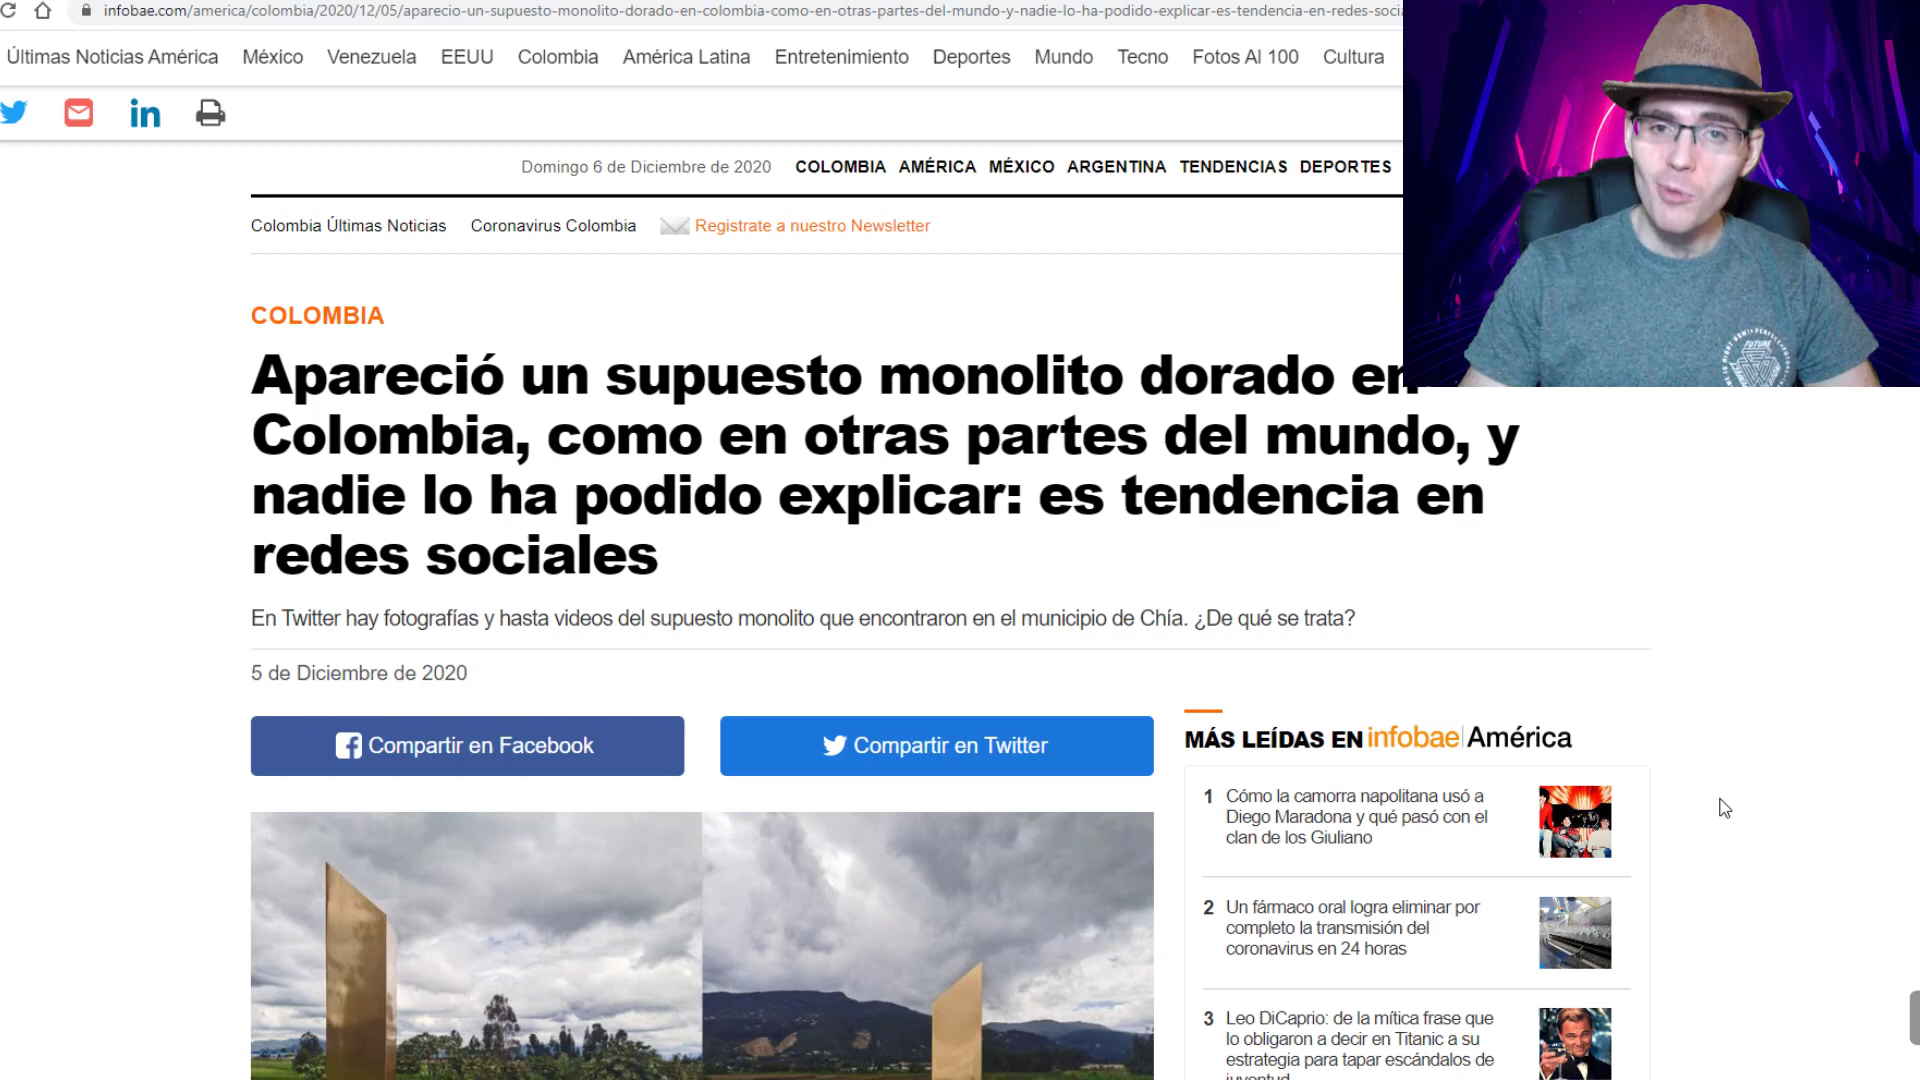 infobae.com/america/colombia/2020/12/05/aparecio-un-supuesto-monolito-dorado-en-colombia-como-en-otras-partes-del-mundo-y-nadie-lo-ha-podido-explicar-es-tendencia-en-redes-soci
Últimas Noticias América México Venezuela EEUU Colombia América Latina Entretenimiento Deportes Mundo Tecno Fotos Al 100 Cultura
in
Domingo 6 de Diciembre de 2020 COLOMBIA AMÉRICA MÉXICO ARGENTINA TENDENCIAS DEPORTES
Colombia Últimas Noticias Coronavirus Colombia Registrate a nuestro Newsletter
COLOMBIA
Apareció un supuesto monolito dorado en
Colombia, como en otras partes del mundo, y
nadie lo ha podido explicar: es tendencia en
redes sociales
En Twitter hay fotografías y hasta videos del supuesto monolito que encontraron en el municipio de Chía. ¿De qué se trata?
5 de Diciembre de 2020
Compartir en Facebook
Compartir en Twitter
MÁS LEÍDAS EN infobae América
1 Cómo la camorra napolitana usó a
Diego Maradona y qué pasó con el
clan de los Giuliano
2 Un fármaco oral logra eliminar por
completo la transmisión del
coronavirus en 24 horas
3 Leo DiCaprio: de la mítica frase que
lo obligaron a decir en Titanic a su
estrategia para tapar escándalos de
juventud
FUTURE